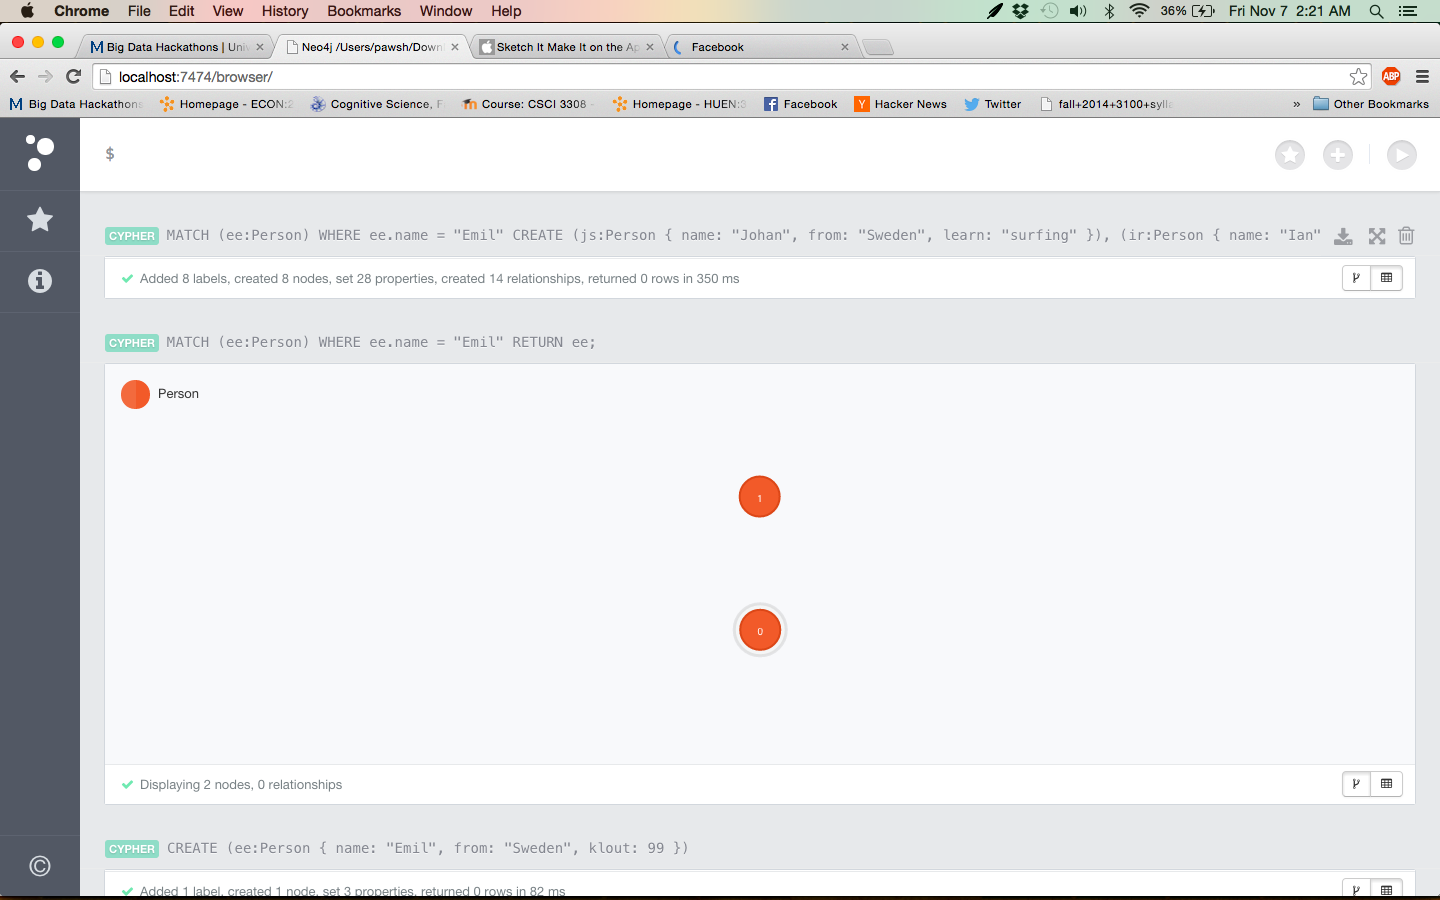 Chrome File Edit View History Bookmarks Window Help 36% Fri Nov 7 2:21 AM
Big Data Hackathons | Univ Neo4j /Users/pawsh/Down Sketch It Make It on the Ap Facebook
localhost:7474/browser/ ABP
Big Data Hackathons Homepage - ECON:2 Cognitive Science, F Course: CSCI 3308 - Homepage - HUEN:3 Facebook Hacker News Twitter fall+2014+3100+sylla » Other Bookmarks
$
CYPHER MATCH (ee:Person) WHERE ee.name = "Emil" CREATE (js:Person { name: "Johan", from: "Sweden", learn: "surfing" }), (ir:Person { name: "Ian"
Added 8 labels, created 8 nodes, set 28 properties, created 14 relationships, returned 0 rows in 350 ms
CYPHER MATCH (ee:Person) WHERE ee.name = "Emil" RETURN ee;
Person
1
0
Displaying 2 nodes, 0 relationships
CYPHER CREATE (ee:Person { name: "Emil", from: "Sweden", klout: 99 })
Added 1 label, created 1 node, set 3 properties, returned 0 rows in 82 ms
©